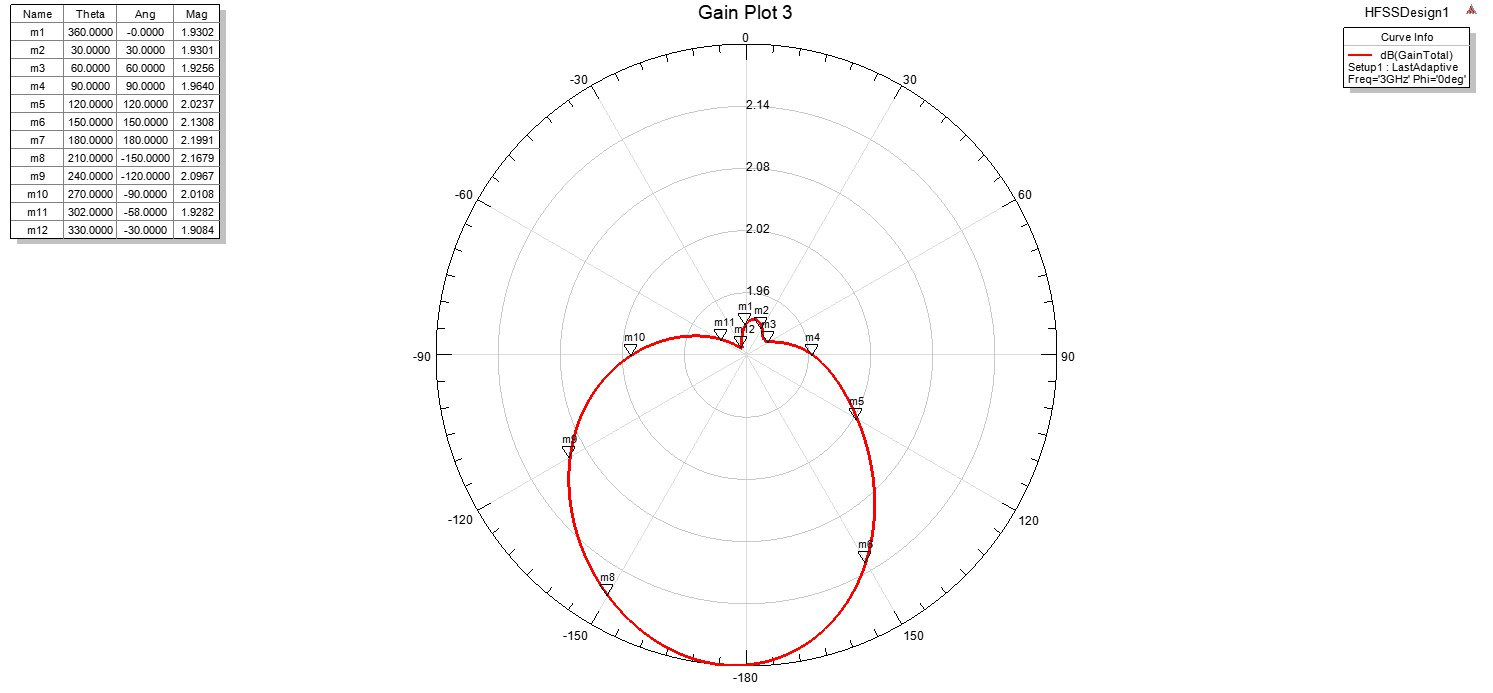 Gain Plot 3
HFSSDesign1
Name Theta Ang Mag
m1 360.0000 -0.0000 1.9302
m2 30.0000 30.0000 1.9301
m3 60.0000 60.0000 1.9256
m4 90.0000 90.0000 1.9640
m5 120.0000 120.0000 2.0237
m6 150.0000 150.0000 2.1308
m7 180.0000 180.0000 2.1991
m8 210.0000 -150.0000 2.1679
m9 240.0000 -120.0000 2.0967
m10 270.0000 -90.0000 2.0108
m11 302.0000 -58.0000 1.9282
m12 330.0000 -30.0000 1.9084
Curve Info
dB(GainTotal)
Setup1 : LastAdaptive
Freq='3GHz' Phi='0deg'
0
-30
30
2.14
2.08
-60
60
2.02
1.96
m1
m2
m11
m3
m12
m10
m4
-90
90
m5
m9
-120
120
m6
m8
-150
150
-180